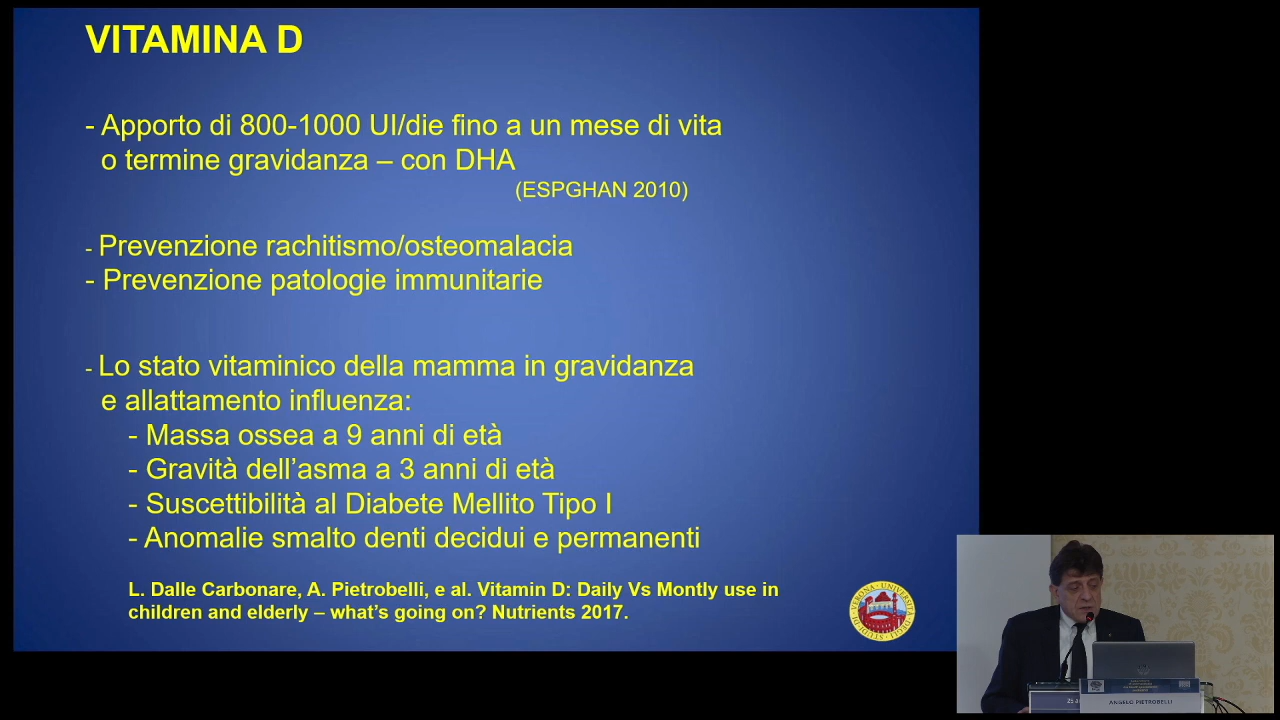 VITAMINA D
- Apporto di 800-1000 UI/die fino a un mese di vita
o termine gravidanza – con DHA
(ESPGHAN 2010)
- Prevenzione rachitismo/osteomalacia
- Prevenzione patologie immunitarie
- Lo stato vitaminico della mamma in gravidanza
e allattamento influenza:
- Massa ossea a 9 anni di età
- Gravità dell’asma a 3 anni di età
- Suscettibilità al Diabete Mellito Tipo I
- Anomalie smalto denti decidui e permanenti
L. Dalle Carbonare, A. Pietrobelli, e al. Vitamin D: Daily Vs Montly use in
children and elderly – what’s going on? Nutrients 2017.
ANGELO PIETROBELLI